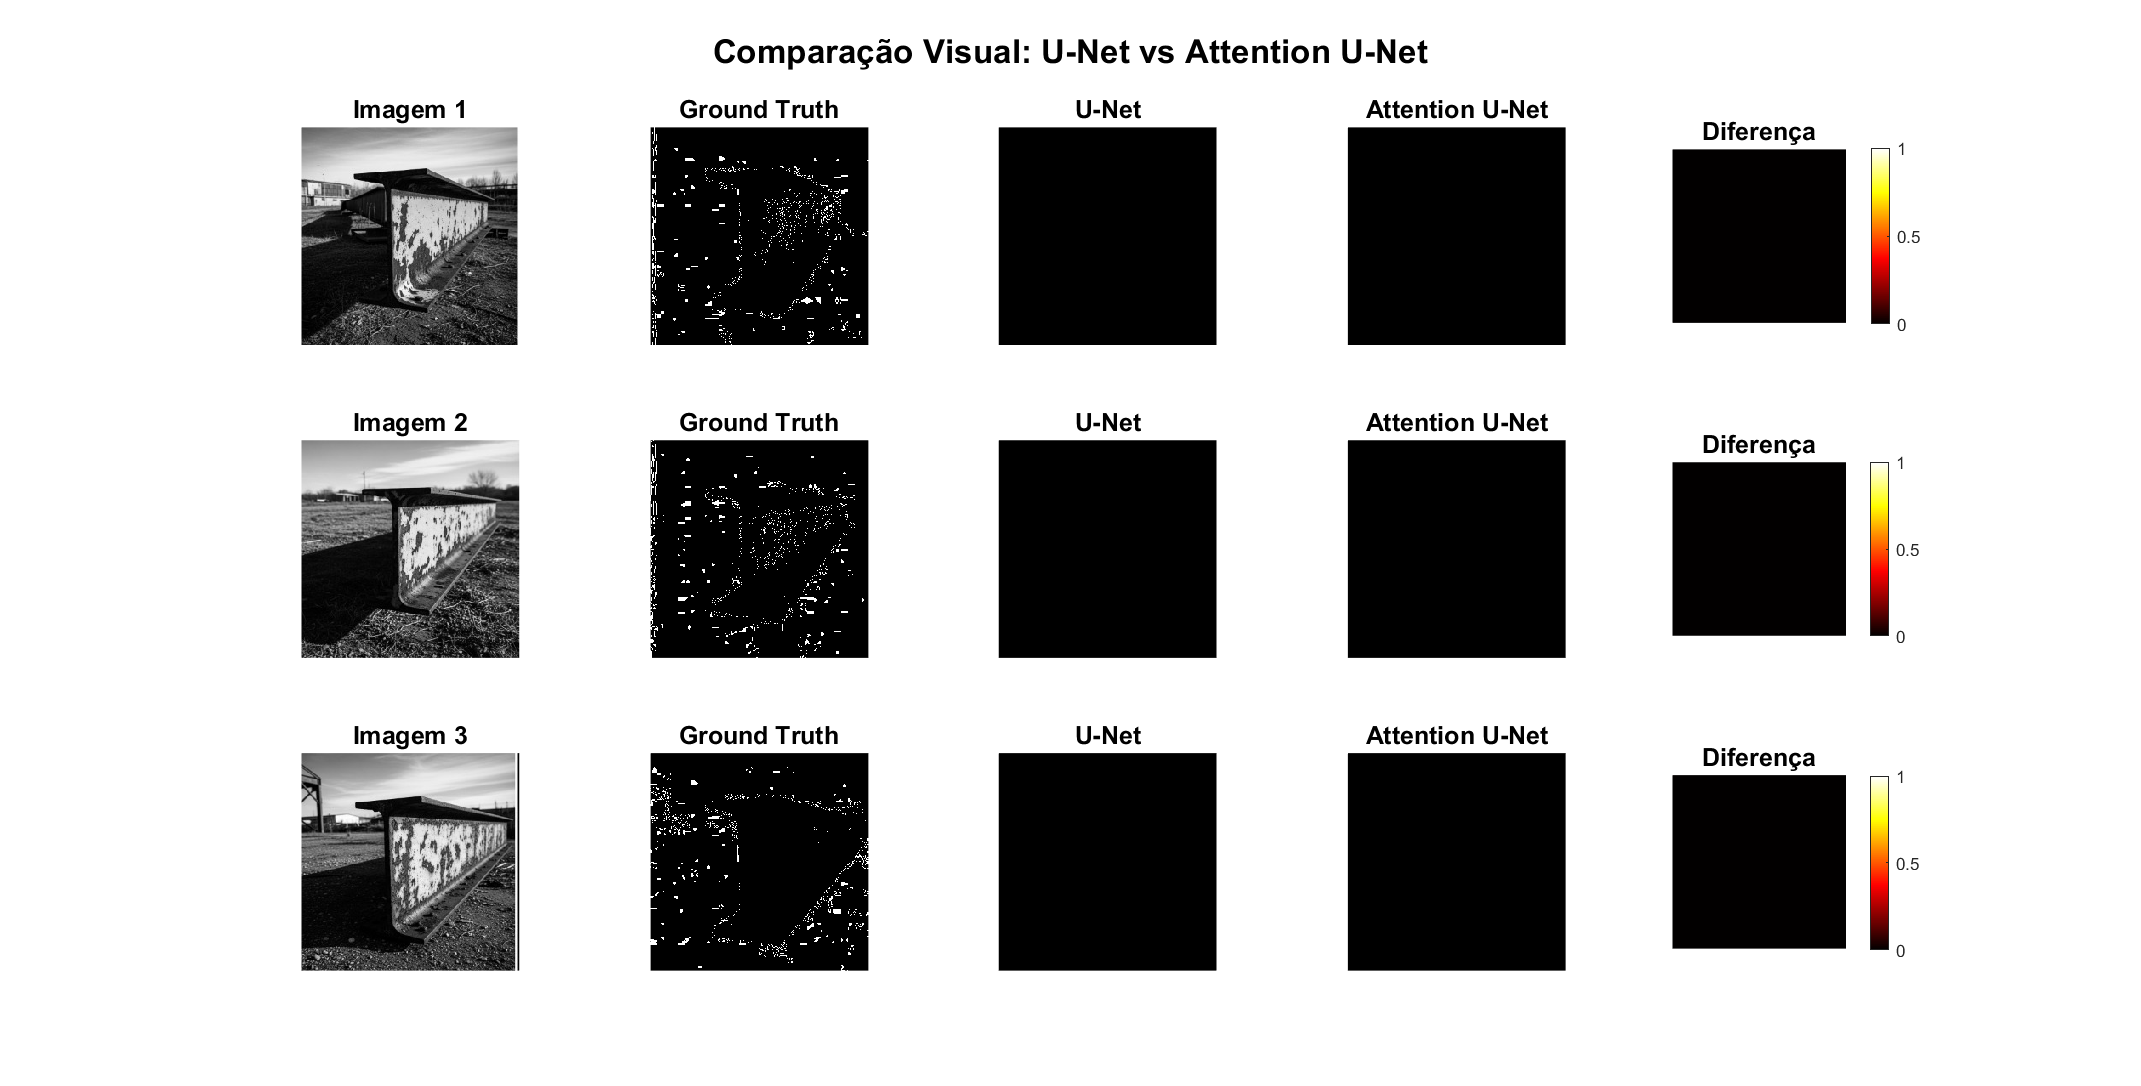 Comparação Visual: U-Net vs Attention U-Net
Imagem 1
Ground Truth
U-Net
Attention U-Net
Diferença
1
0.5
0
Imagem 2
Ground Truth
U-Net
Attention U-Net
Diferença
1
0.5
0
Imagem 3
Ground Truth
U-Net
Attention U-Net
Diferença
1
0.5
0